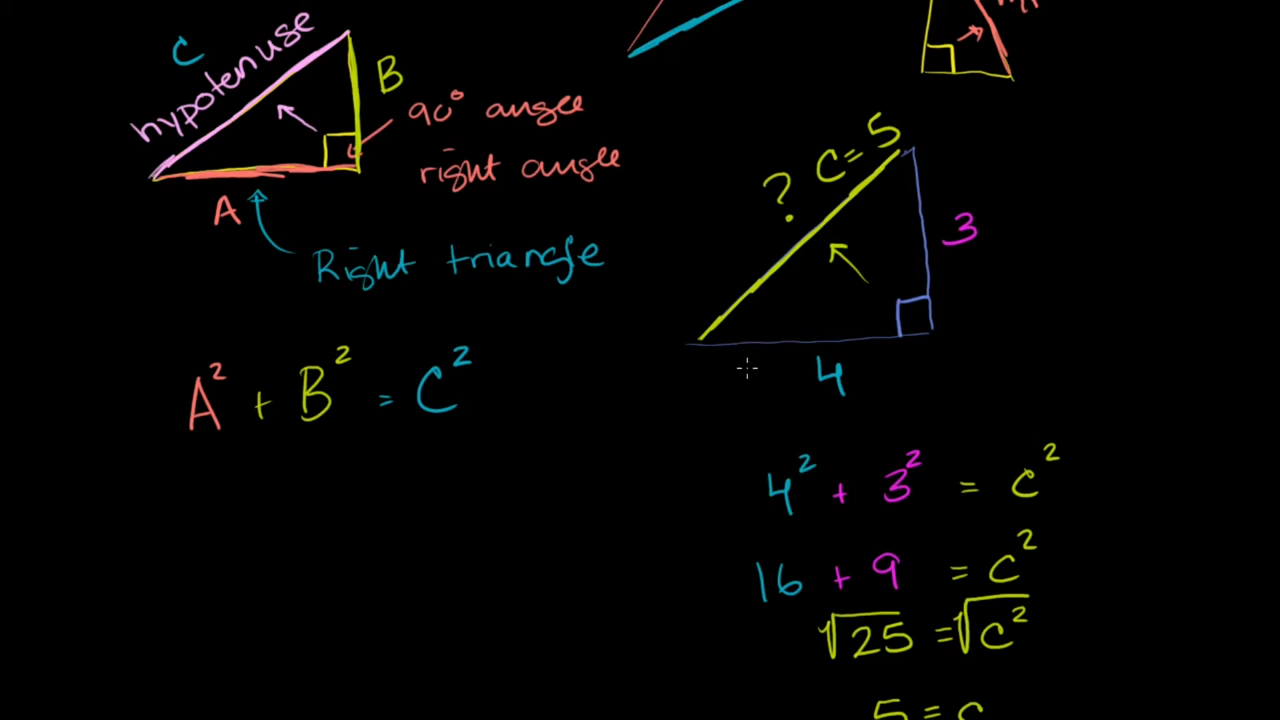 C
hypotenuse
B
90° angle
right angle
A
Right triangle
A² + B² = C²
? C = 5
3
4
4² + 3² = C²
16 + 9 = C²
√25 = √C²
5 = C